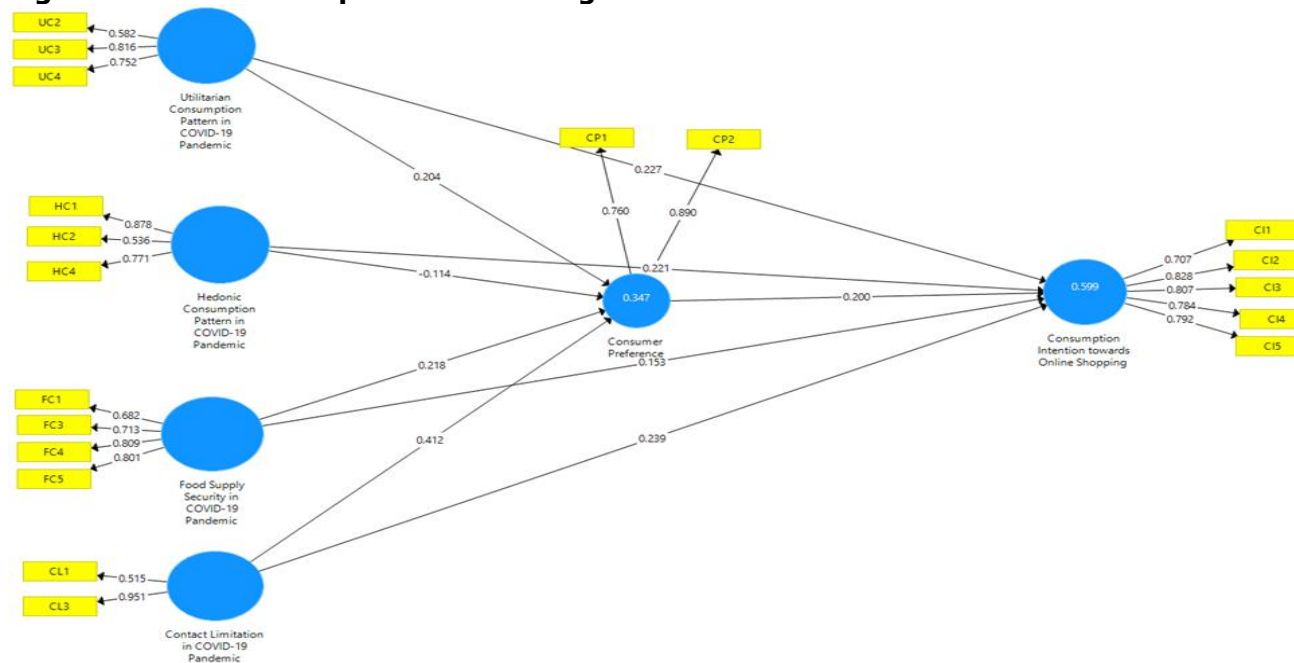 UC2
UC3
UC4
0.582
0.816
0.752
Utilitarian
Consumption
Pattern in
COVID-19
Pandemic
HC1
HC2
HC4
0.878
0.536
0.771
Hedonic
Consumption
Pattern in
COVID-19
Pandemic
FC1
FC3
FC4
FC5
0.682
0.713
0.809
0.801
Food Supply
Security in
COVID-19
Pandemic
CL1
CL3
0.515
0.951
Contact Limitation
in COVID-19
Pandemic
0.204
-0.114
0.218
0.412
CP1
CP2
0.760
0.890
0.347
Consumer
Preference
0.227
0.221
0.200
0.153
0.239
0.599
Consumption
Intention towards
Online Shopping
0.707
0.828
0.807
0.784
0.792
CI1
CI2
CI3
CI4
CI5